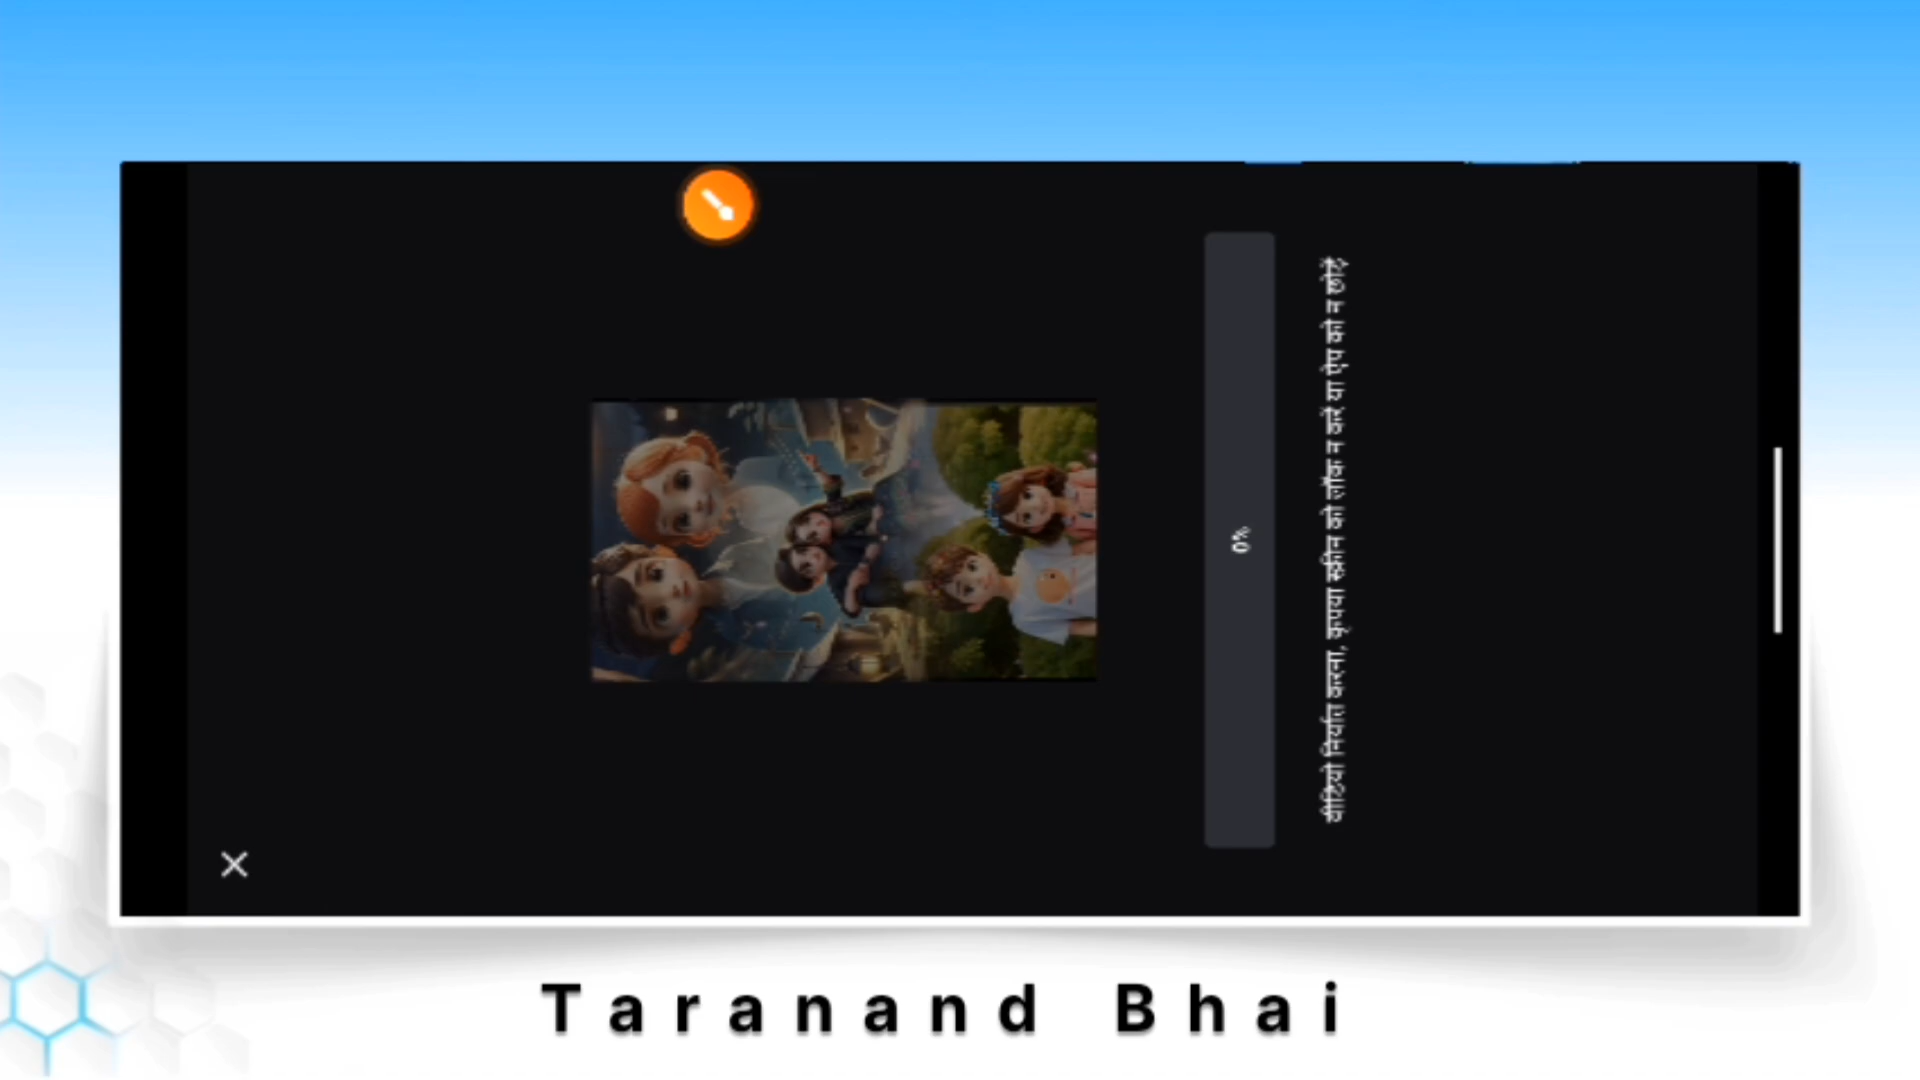 0%
वीडियो निर्यात करना, कृपया स्क्रीन को लॉक न करें या ऐप को न छोड़ें
Taranand Bhai